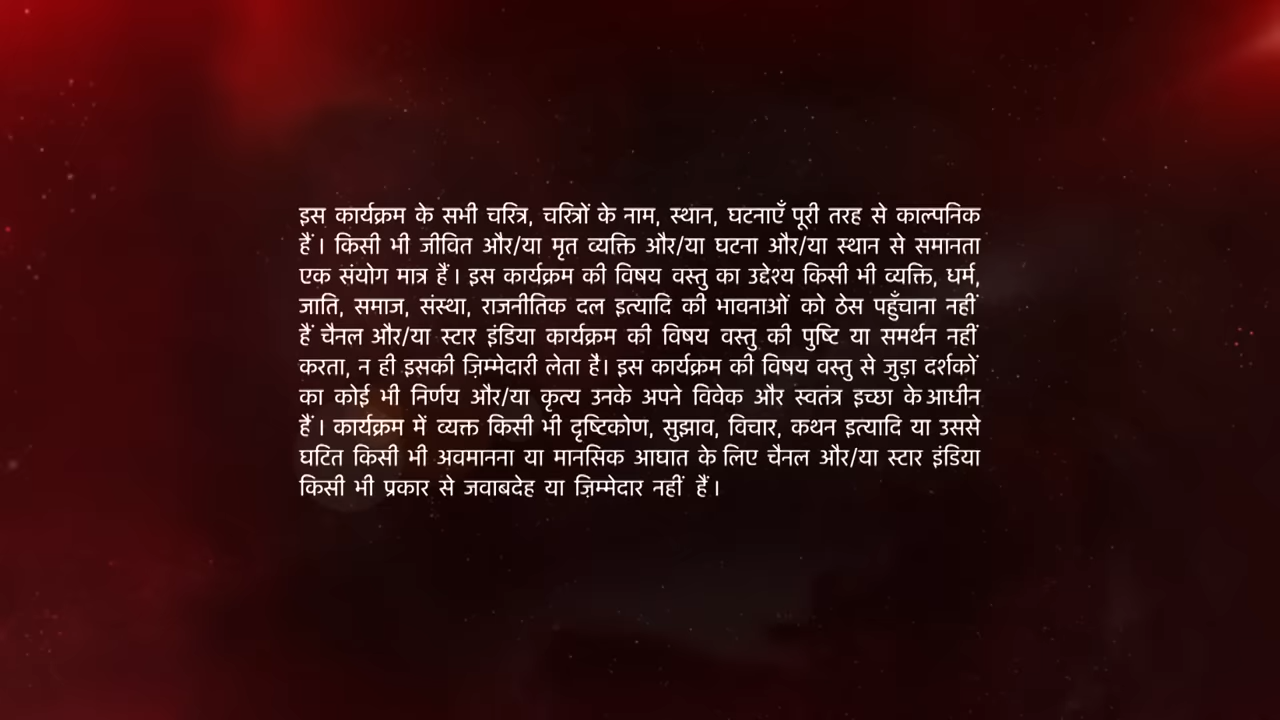 इस कार्यक्रम के सभी चरित्र, चरित्रों के नाम, स्थान, घटनाएँ पूरी तरह से काल्पनिक
हैं। किसी भी जीवित और/या मृत व्यक्ति और/या घटना और/या स्थान से समानता
एक संयोग मात्र हैं। इस कार्यक्रम की विषय वस्तु का उद्देश्य किसी भी व्यक्ति, धर्म,
जाति, समाज, संस्था, राजनीतिक दल इत्यादि की भावनाओं को ठेस पहुँचाना नहीं
हैं चैनल और/या स्टार इंडिया कार्यक्रम की विषय वस्तु की पुष्टि या समर्थन नहीं
करता, न ही इसकी ज़िम्मेदारी लेता है। इस कार्यक्रम की विषय वस्तु से जुड़ा दर्शकों
का कोई भी निर्णय और/या कृत्य उनके अपने विवेक और स्वतंत्र इच्छा के आधीन
हैं। कार्यक्रम में व्यक्त किसी भी दृष्टिकोण, सुझाव, विचार, कथन इत्यादि या उससे
घटित किसी भी अवमानना या मानसिक आघात के लिए चैनल और/या स्टार इंडिया
किसी भी प्रकार से जवाबदेह या ज़िम्मेदार नहीं हैं।